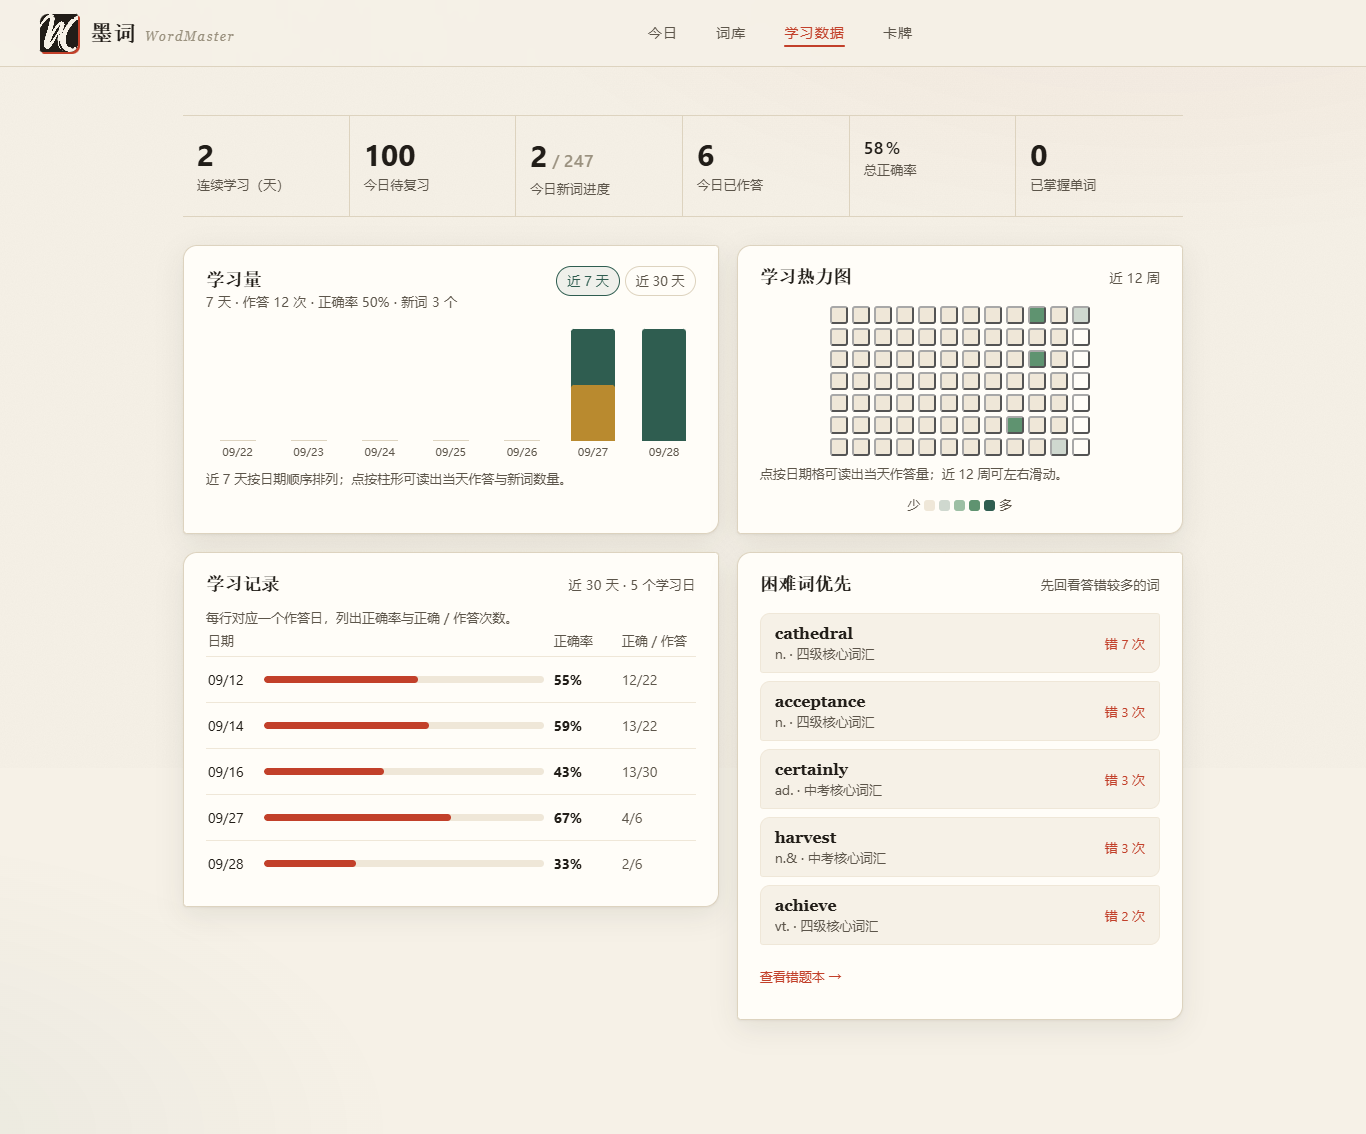 墨词 WordMaster
今日 词库 学习数据 卡牌
2
连续学习（天）
100
今日待复习
2 / 247
今日新词进度
6
今日已作答
58%
总正确率
0
已掌握单词
学习量
近 7 天 近 30 天
7 天 · 作答 12 次 · 正确率 50% · 新词 3 个
09/22 09/23 09/24 09/25 09/26 09/27 09/28
近 7 天按日期顺序排列；点按柱形可读出当天作答与新词数量。
学习热力图
近 12 周
点按日期格可读出当天作答量；近 12 周可左右滑动。
少 多
学习记录
近 30 天 · 5 个学习日
每行对应一个作答日，列出正确率与正确 / 作答次数。
日期 正确率 正确 / 作答
09/12 55% 12/22
09/14 59% 13/22
09/16 43% 13/30
09/27 67% 4/6
09/28 33% 2/6
困难词优先
先回看答错较多的词
cathedral
n. · 四级核心词汇
错 7 次
acceptance
n. · 四级核心词汇
错 3 次
certainly
ad. · 中考核心词汇
错 3 次
harvest
n.& · 中考核心词汇
错 3 次
achieve
vt. · 四级核心词汇
错 2 次
查看错题本 →